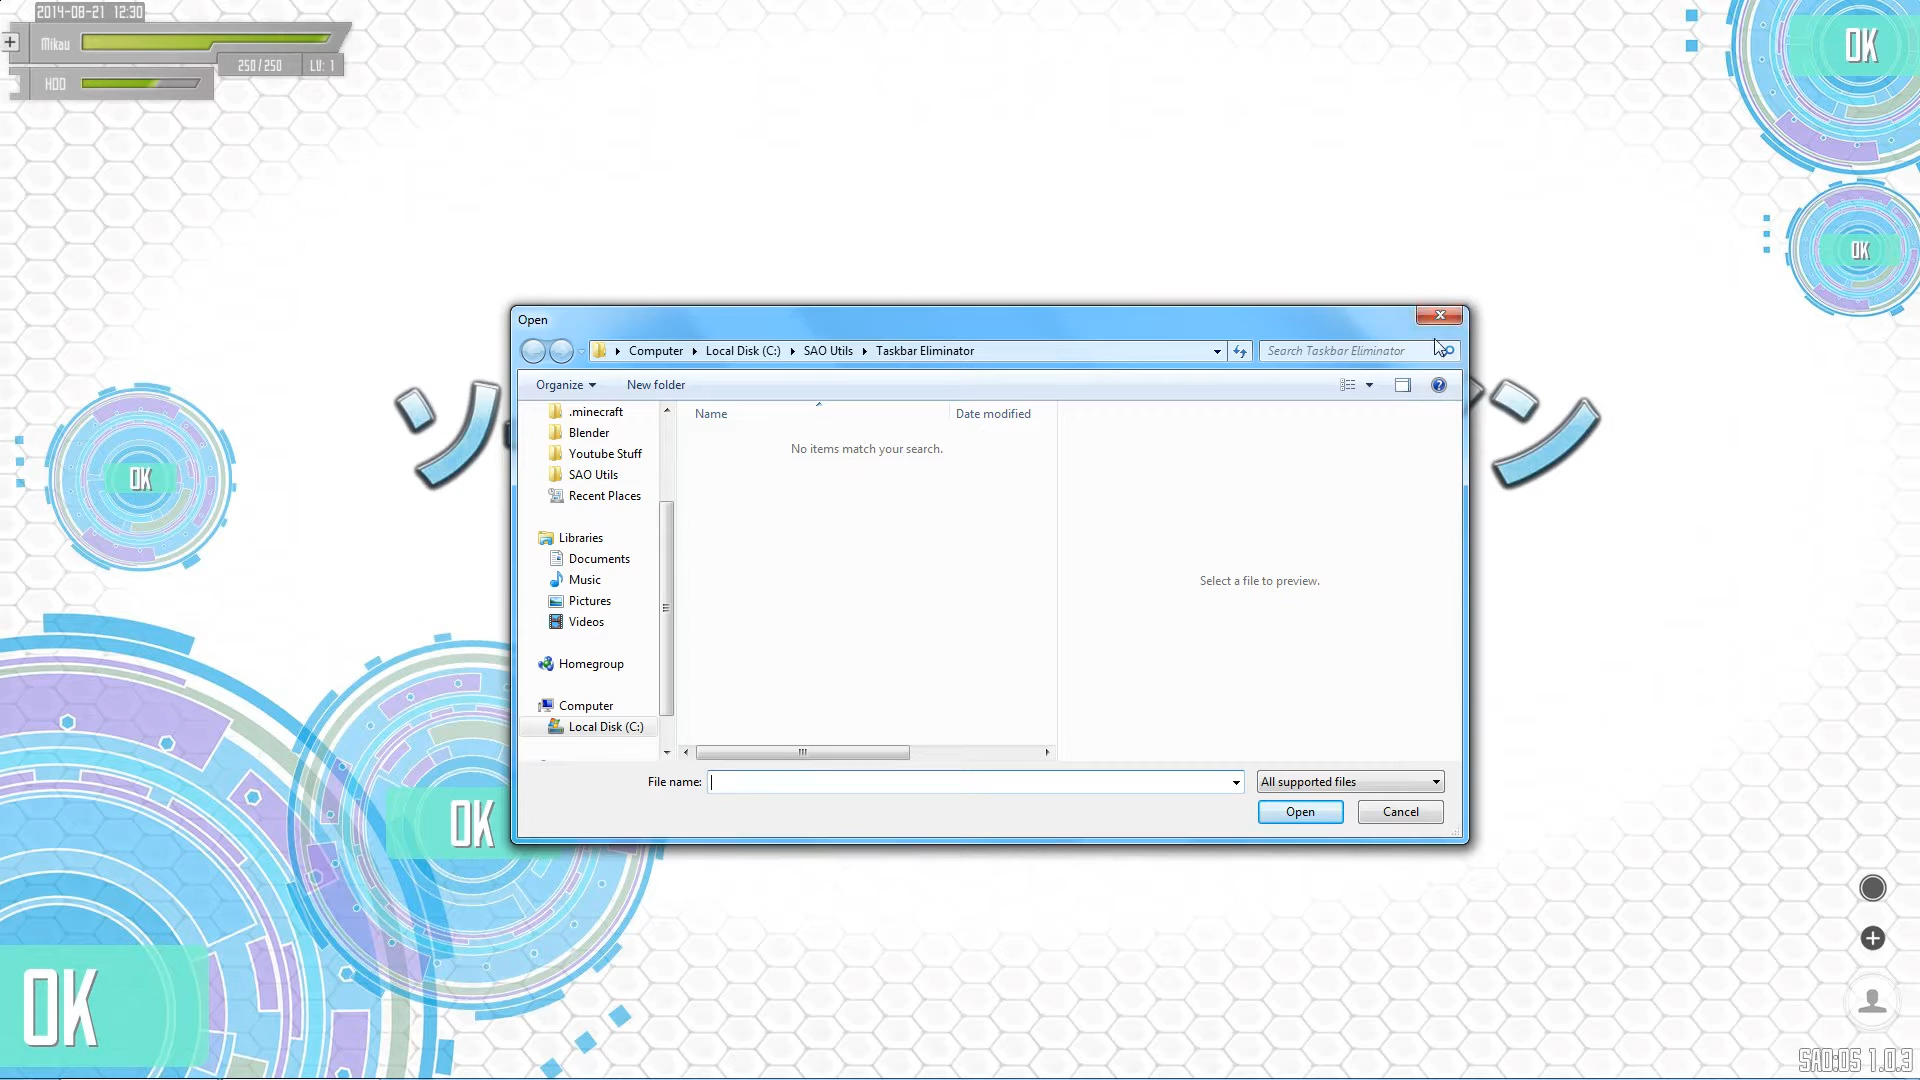 2014-08-21 12:30
Mikau
250/250
LU: 1
HDD
OK
OK
Open
Computer
Local Disk (C:)
SAO Utils
Taskbar Eliminator
Search Taskbar Eliminator
Organize
New folder
.minecraft
Blender
Youtube Stuff
SAO Utils
Recent Places
Libraries
Documents
Music
Pictures
Videos
Homegroup
Computer
Local Disk (C:)
Name
Date modified
No items match your search.
Select a file to preview.
File name:
All supported files
Open
Cancel
ソ
ン
OK
OK
OK
SAO:OS 1.0.3